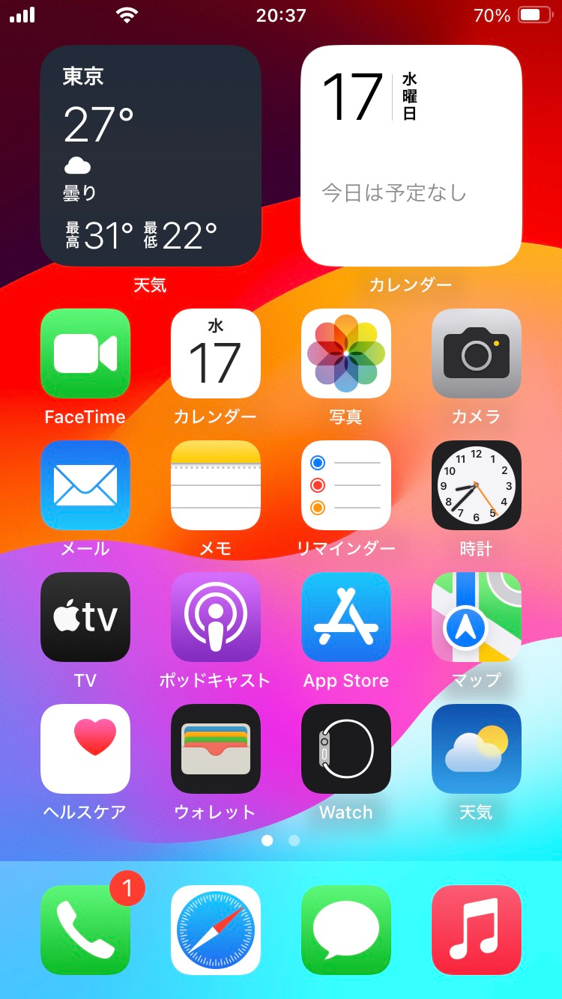 20:37
70%
東京
27°
曇り
最高31° 最低22°
天気
17 水曜日
今日は予定なし
カレンダー
水
17
FaceTime
カレンダー
写真
カメラ
12
1
2
3
4
5
6
7
8
9
10
11
メール
メモ
リマインダー
時計
tv
TV
ポッドキャスト
App Store
マップ
ヘルスケア
ウォレット
Watch
天気
1